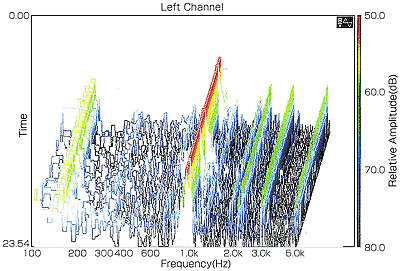 Left Channel
0.00 50.0
60.0
Time
Relative Amplitude(dB)
70.0
23.54 80.0
100 200 300 400 600 1.0k 2.0k 3.0k 5.0k
Frequency(Hz)